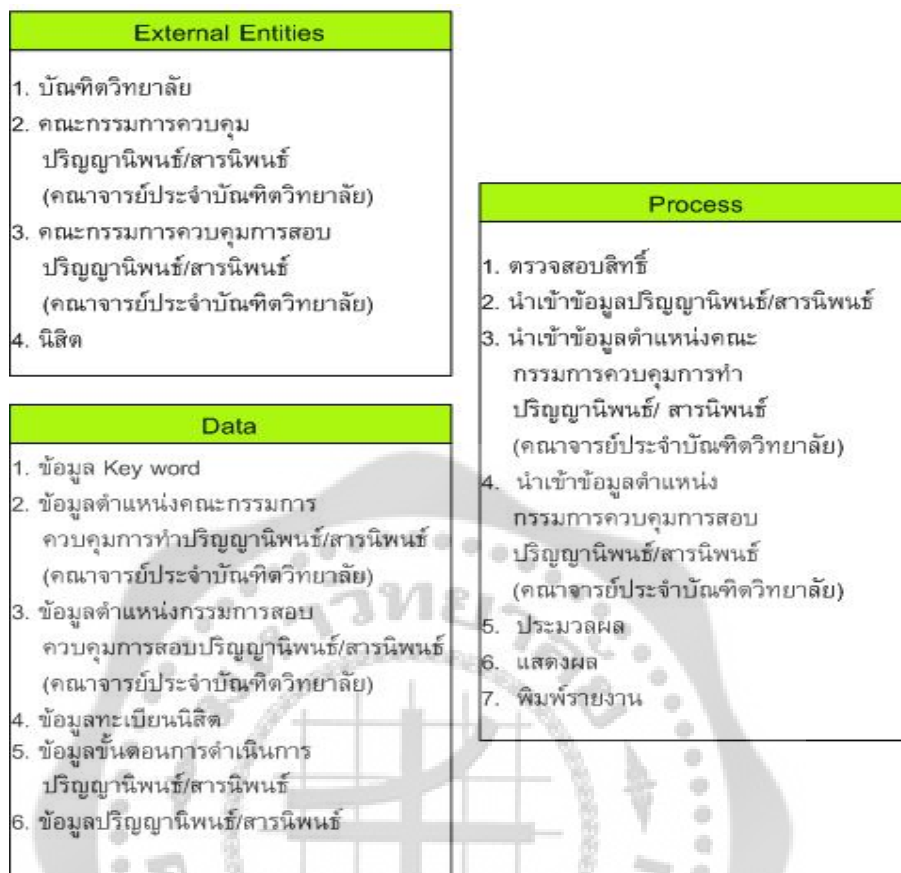 External Entities
1. บัณฑิตวิทยาลัย
2. คณะกรรมการควบคุม
ปริญญานิพนธ์/สารนิพนธ์
(คณาจารย์ประจำบัณฑิตวิทยาลัย)
3. คณะกรรมการควบคุมการสอบ
ปริญญานิพนธ์/สารนิพนธ์
(คณาจารย์ประจำบัณฑิตวิทยาลัย)
4. นิสิต
Data
1. ข้อมูล Key word
2. ข้อมูลตำแหน่งคณะกรรมการ
ควบคุมการทำปริญญานิพนธ์/สารนิพนธ์
(คณาจารย์ประจำบัณฑิตวิทยาลัย)
3. ข้อมูลตำแหน่งกรรมการสอบ
ควบคุมการสอบปริญญานิพนธ์/สารนิพนธ์
(คณาจารย์ประจำบัณฑิตวิทยาลัย)
4. ข้อมูลทะเบียนนิสิต
5. ข้อมูลขั้นตอนการดำเนินการ
ปริญญานิพนธ์/สารนิพนธ์
6. ข้อมูลปริญญานิพนธ์/สารนิพนธ์
Process
1. ตรวจสอบสิทธิ์
2. นำเข้าข้อมูลปริญญานิพนธ์/สารนิพนธ์
3. นำเข้าข้อมูลตำแหน่งคณะ
กรรมการควบคุมการทำ
ปริญญานิพนธ์/ สารนิพนธ์
(คณาจารย์ประจำบัณฑิตวิทยาลัย)
4. นำเข้าข้อมูลตำแหน่ง
กรรมการควบคุมการสอบ
ปริญญานิพนธ์/สารนิพนธ์
(คณาจารย์ประจำบัณฑิตวิทยาลัย)
5. ประมวลผล
6. แสดงผล
7. พิมพ์รายงาน